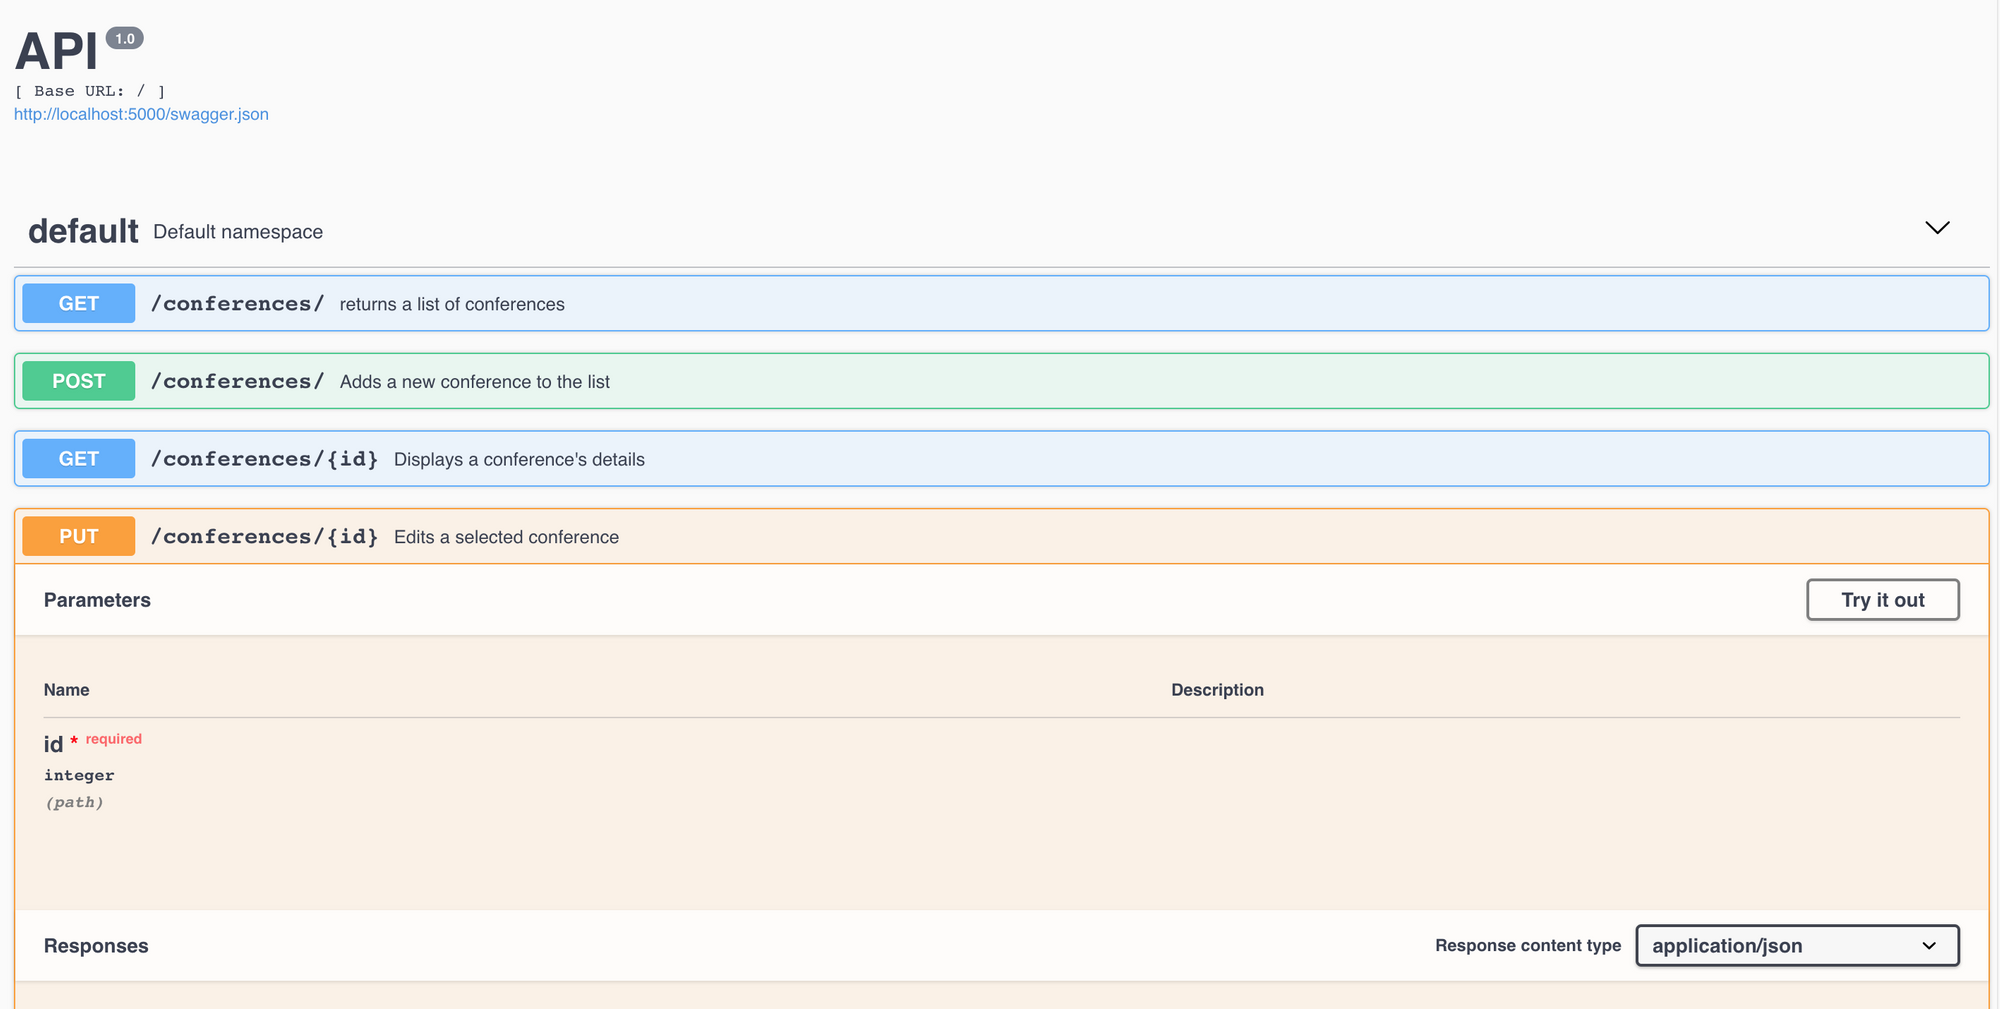 API 1.0
[ Base URL: / ]
http://localhost:5000/swagger.json
default Default namespace
GET /conferences/ returns a list of conferences
POST /conferences/ Adds a new conference to the list
GET /conferences/{id} Displays a conference's details
PUT /conferences/{id} Edits a selected conference
Parameters Try it out
Name Description
id * required
integer
(path)
Responses Response content type application/json